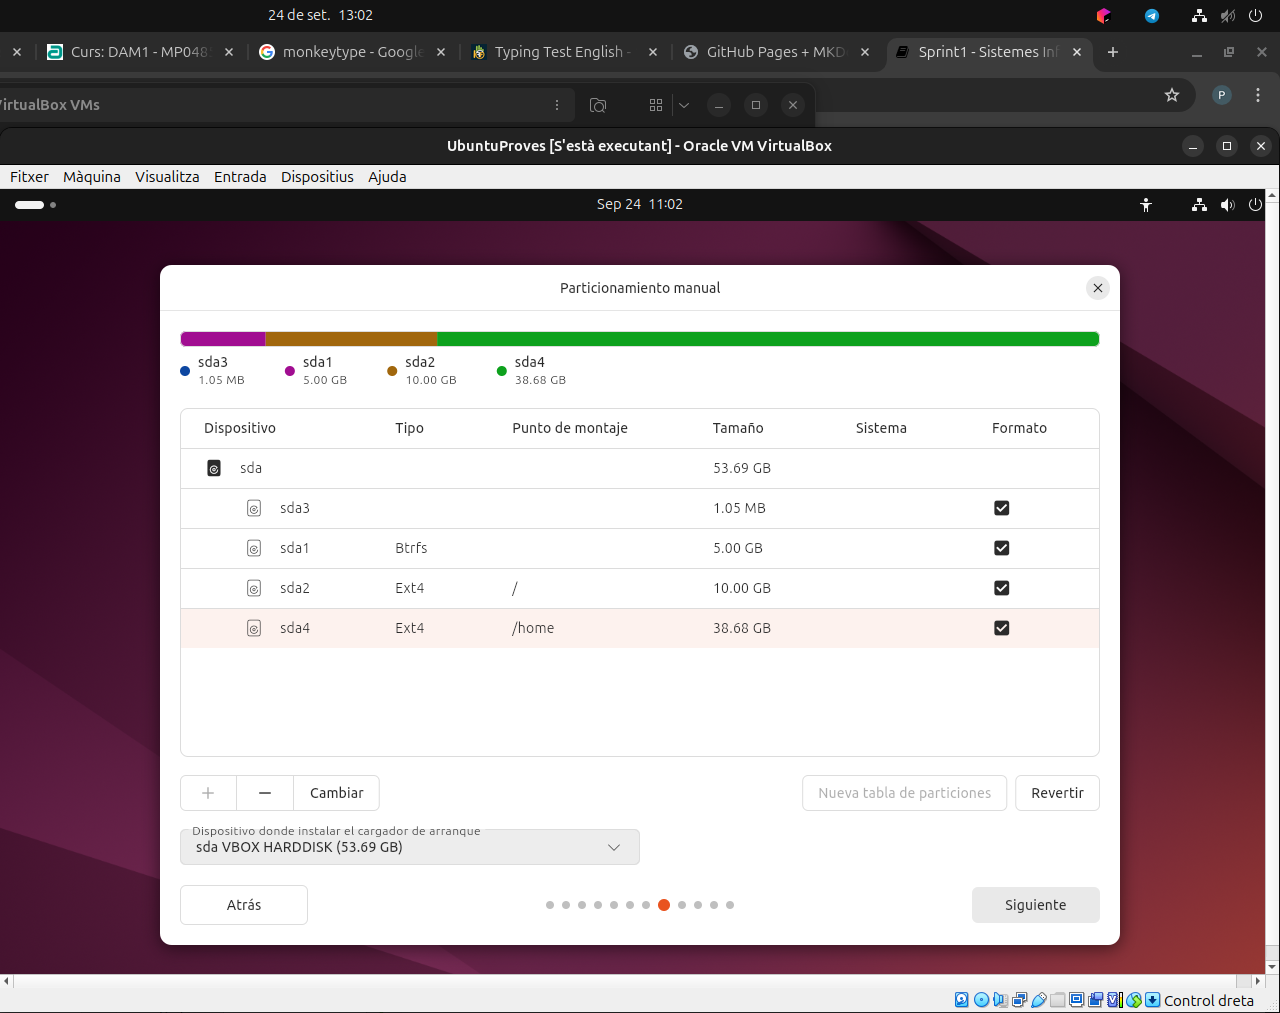 24 de set. 13:02
Curs: DAM1 - MP048
monkeytype - Google
Typing Test English -
GitHub Pages + MKD
Sprint1 - Sistemes Inf
VirtualBox VMs
P
UbuntuProves [S'està executant] - Oracle VM VirtualBox
Fitxer Màquina Visualitza Entrada Dispositius Ajuda
Sep 24 11:02
Particionamiento manual
sda3 sda1 sda2 sda4
1.05 MB 5.00 GB 10.00 GB 38.68 GB
Dispositivo Tipo Punto de montaje Tamaño Sistema Formato
sda 53.69 GB
sda3 1.05 MB
sda1 Btrfs 5.00 GB
sda2 Ext4 / 10.00 GB
sda4 Ext4 /home 38.68 GB
+ − Cambiar Nueva tabla de particiones Revertir
Dispositivo donde instalar el cargador de arranque
sda VBOX HARDDISK (53.69 GB)
Atrás Siguiente
Control dreta